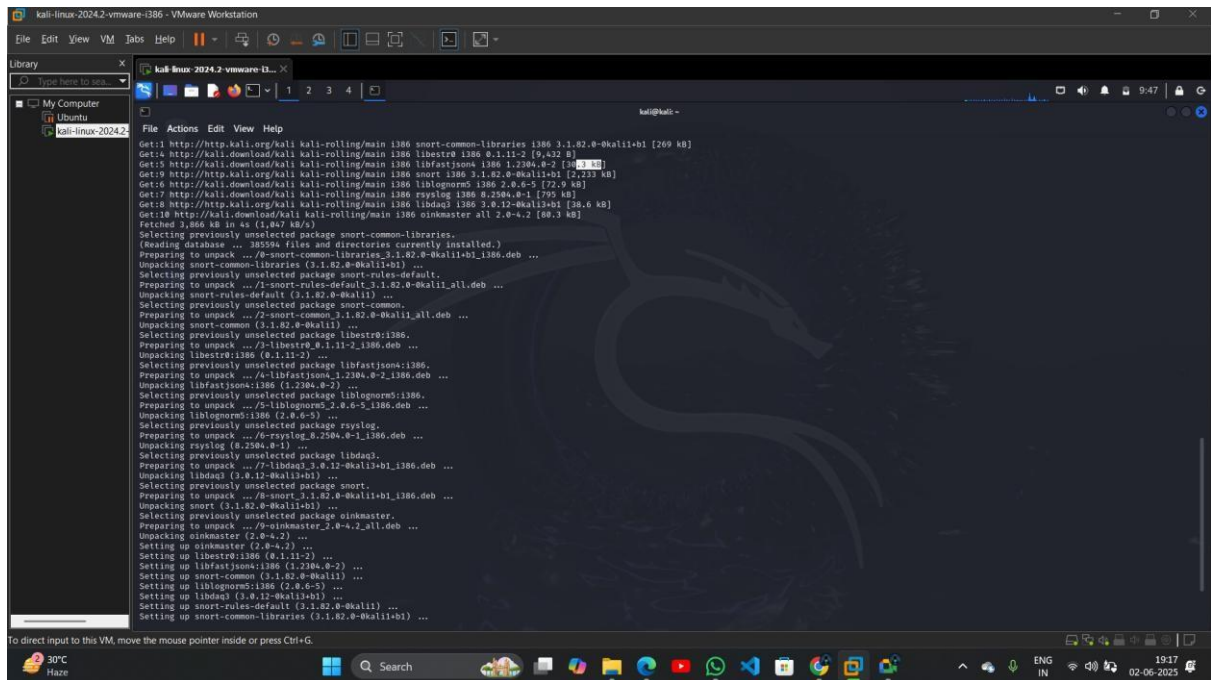 kali-linux-2024.2-vmware-i386 - VMware Workstation
File Edit View VM Tabs Help
Library
kali-linux-2024.2-vmware-i3...
Type here to sea...
1 2 3 4
9:47
My Computer
Ubuntu
kali-linux-2024.2-
kali@kali: ~
File Actions Edit View Help
Get:1 http://http.kali.org/kali kali-rolling/main i386 snort-common-libraries i386 3.1.82.0-0kali1+b1 [269 kB]
Get:4 http://kali.download/kali kali-rolling/main i386 libestr0 i386 0.1.11-2 [9,432 B]
Get:5 http://kali.download/kali kali-rolling/main i386 libfastjson4 i386 1.2304.0-2 [30.3 kB]
Get:9 http://http.kali.org/kali kali-rolling/main i386 snort i386 3.1.82.0-0kali1+b1 [2,233 kB]
Get:6 http://kali.download/kali kali-rolling/main i386 liblognorm5 i386 2.0.6-5 [72.9 kB]
Get:7 http://kali.download/kali kali-rolling/main i386 rsyslog i386 8.2504.0-1 [795 kB]
Get:8 http://http.kali.org/kali kali-rolling/main i386 libdaq3 i386 3.0.12-0kali3+b1 [38.6 kB]
Get:10 http://kali.download/kali kali-rolling/main i386 oinkmaster all 2.0-4.2 [80.3 kB]
Fetched 3,866 kB in 4s (1,047 kB/s)
Selecting previously unselected package snort-common-libraries.
(Reading database ... 385594 files and directories currently installed.)
Preparing to unpack .../0-snort-common-libraries_3.1.82.0-0kali1+b1_i386.deb ...
Unpacking snort-common-libraries (3.1.82.0-0kali1+b1) ...
Selecting previously unselected package snort-rules-default.
Preparing to unpack .../1-snort-rules-default_3.1.82.0-0kali1_all.deb ...
Unpacking snort-rules-default (3.1.82.0-0kali1) ...
Selecting previously unselected package snort-common.
Preparing to unpack .../2-snort-common_3.1.82.0-0kali1_all.deb ...
Unpacking snort-common (3.1.82.0-0kali1) ...
Selecting previously unselected package libestr0:i386.
Preparing to unpack .../3-libestr0_0.1.11-2_i386.deb ...
Unpacking libestr0:i386 (0.1.11-2) ...
Selecting previously unselected package libfastjson4:i386.
Preparing to unpack .../4-libfastjson4_1.2304.0-2_i386.deb ...
Unpacking libfastjson4:i386 (1.2304.0-2) ...
Selecting previously unselected package liblognorm5:i386.
Preparing to unpack .../5-liblognorm5_2.0.6-5_i386.deb ...
Unpacking liblognorm5:i386 (2.0.6-5) ...
Selecting previously unselected package rsyslog.
Preparing to unpack .../6-rsyslog_8.2504.0-1_i386.deb ...
Unpacking rsyslog (8.2504.0-1) ...
Selecting previously unselected package libdaq3.
Preparing to unpack .../7-libdaq3_3.0.12-0kali3+b1_i386.deb ...
Unpacking libdaq3 (3.0.12-0kali3+b1) ...
Selecting previously unselected package snort.
Preparing to unpack .../8-snort_3.1.82.0-0kali1+b1_i386.deb ...
Unpacking snort (3.1.82.0-0kali1+b1) ...
Selecting previously unselected package oinkmaster.
Preparing to unpack .../9-oinkmaster_2.0-4.2_all.deb ...
Unpacking oinkmaster (2.0-4.2) ...
Setting up oinkmaster (2.0-4.2) ...
Setting up libestr0:i386 (0.1.11-2) ...
Setting up libfastjson4:i386 (1.2304.0-2) ...
Setting up snort-common (3.1.82.0-0kali1) ...
Setting up liblognorm5:i386 (2.0.6-5) ...
Setting up libdaq3 (3.0.12-0kali3+b1) ...
Setting up snort-rules-default (3.1.82.0-0kali1) ...
Setting up snort-common-libraries (3.1.82.0-0kali1+b1) ...
To direct input to this VM, move the mouse pointer inside or press Ctrl+G.
2
30°C
Haze
Search
ENG
IN
19:17
02-06-2025